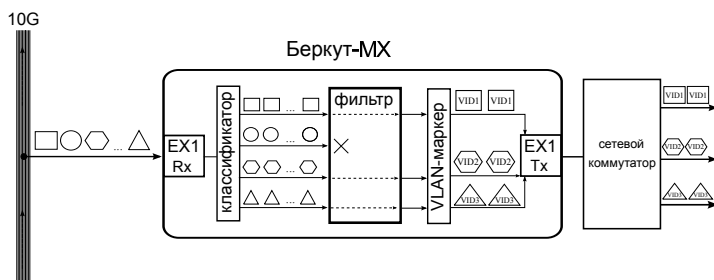 10G
Беркут-MX
EX1
Rx
классификатор
...
...
...
...
...
фильтр
VLAN-маркер
VID1 VID1
VID2 VID2
VID3 VID3
EX1
Tx
сетевой
коммутатор
VID1 VID1
VID2 VID2
VID3 VID3